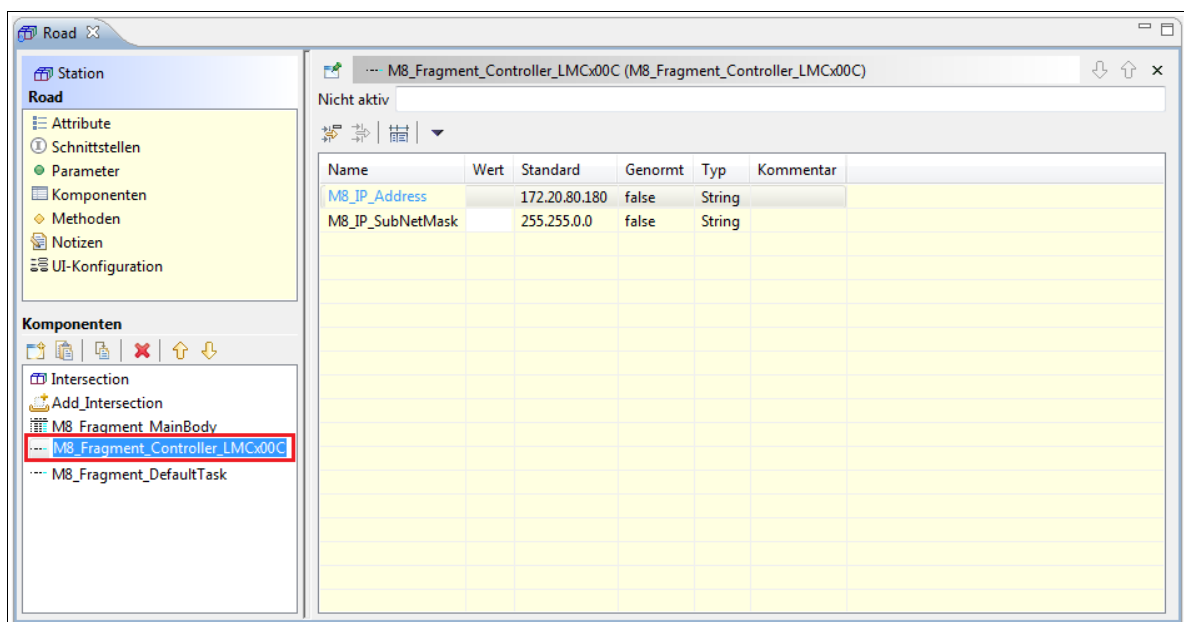 Road
Station
Road
Attribute
Schnittstellen
Parameter
Komponenten
Methoden
Notizen
UI-Konfiguration
Komponenten
Intersection
Add_Intersection
M8_Fragment_MainBody
M8_Fragment_Controller_LMCx00C
M8_Fragment_DefaultTask
M8_Fragment_Controller_LMCx00C (M8_Fragment_Controller_LMCx00C)
Nicht aktiv
Name Wert Standard Genormt Typ Kommentar
M8_IP_Address 172.20.80.180 false String
M8_IP_SubNetMask 255.255.0.0 false String